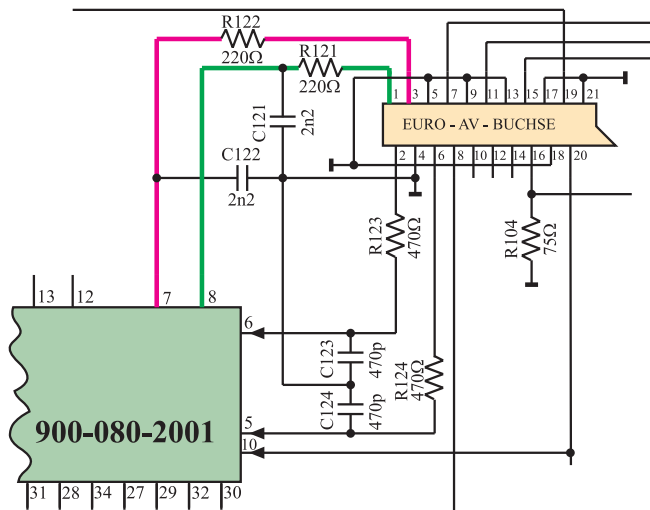 R122
220Ω
R121
220Ω
C121
2n2
C122
2n2
1 3 5 7 9 11 13 15 17 19 21
EURO - AV - BUCHSE
2 4 6 8 10 12 14 16 18 20
R123
470Ω
R104
75Ω
13 12 7 8
6
C123
470p
R124
470Ω
C124
470p
5
900-080-2001
10
31 28 34 27 29 32 30